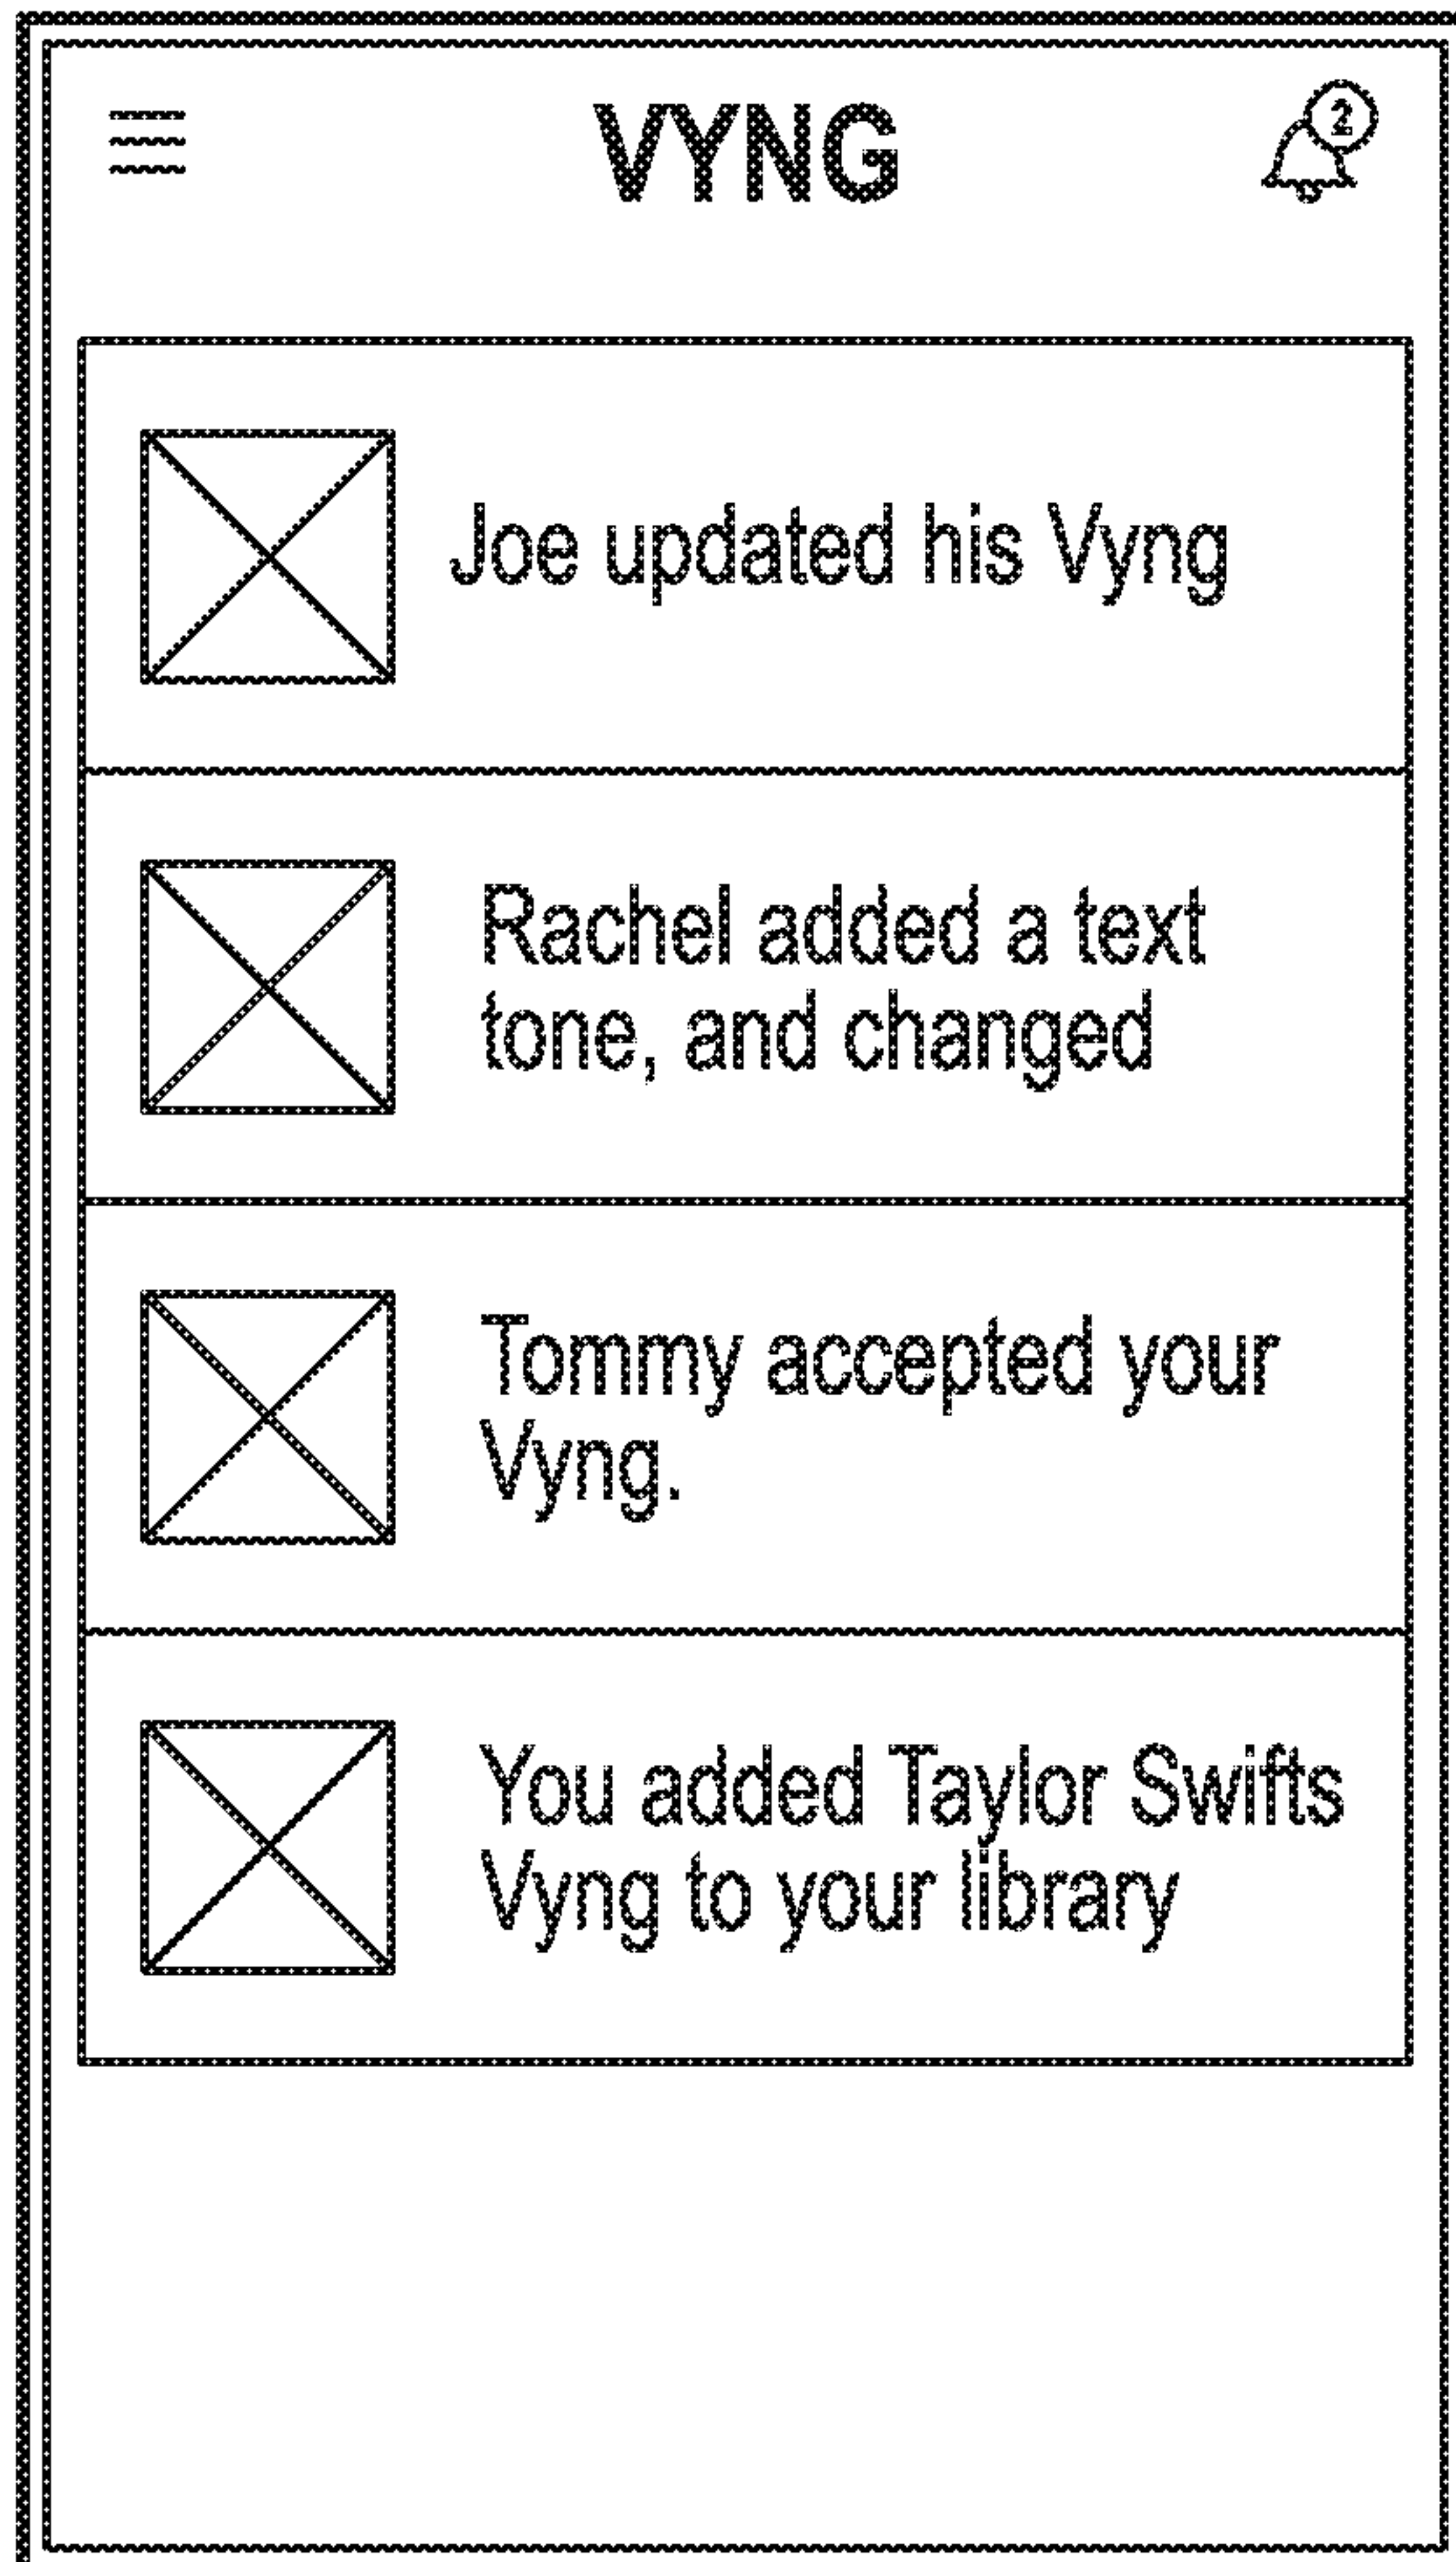 VYNG
2
Joe updated his Vyng
Rachel added a text
tone, and changed
Tommy accepted your
Vyng.
You added Taylor Swifts
Vyng to your library